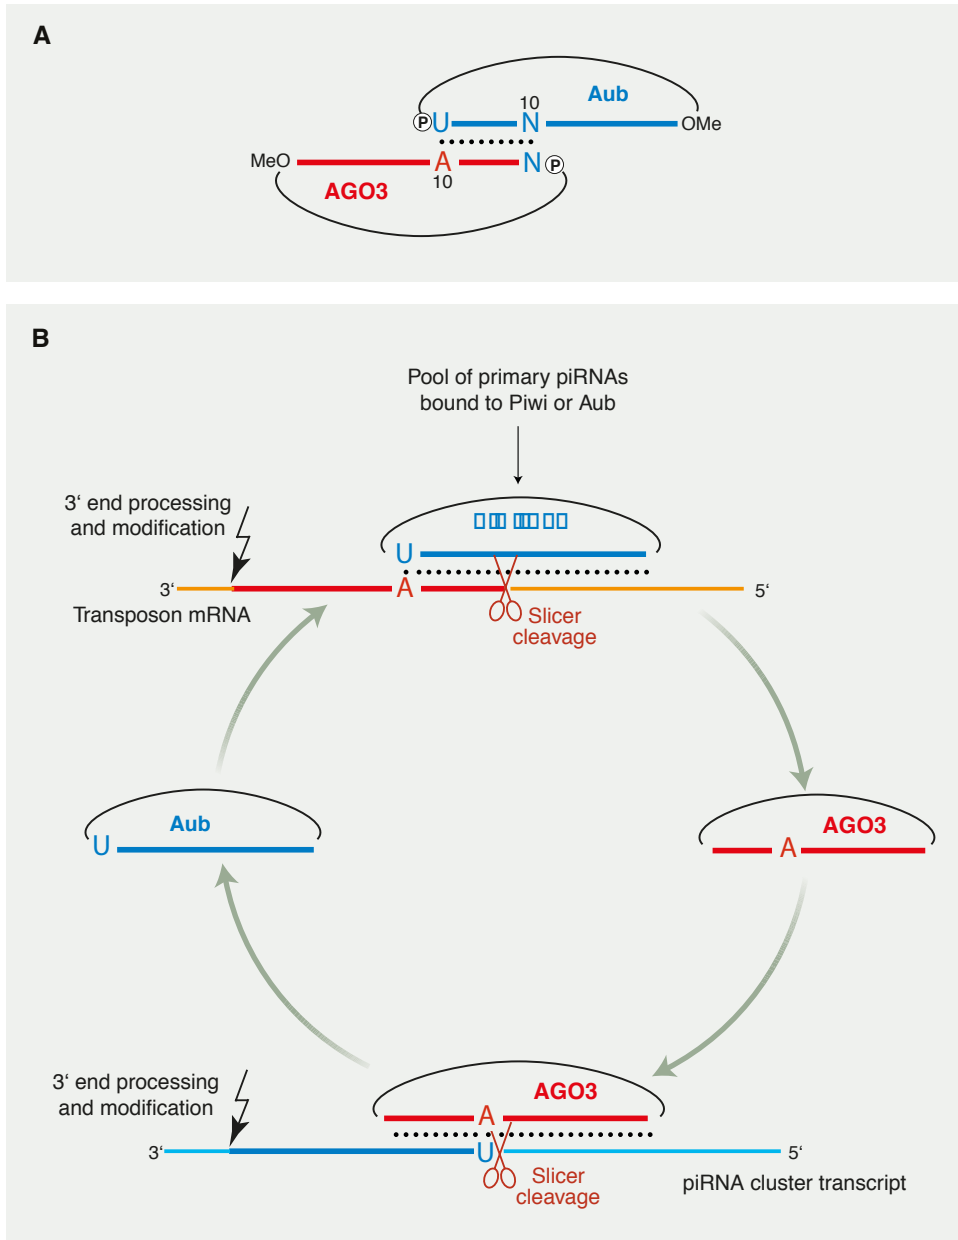 A
10
Aub
P U N OMe
MeO A N P
10
AGO3
B
Pool of primary piRNAs
bound to Piwi or Aub
3‘ end processing
and modification
U
3‘ A 5‘
Transposon mRNA
Slicer
cleavage
Aub
U
AGO3
A
3‘ end processing
and modification
AGO3
A
3‘ U 5‘
Slicer
cleavage
piRNA cluster transcript